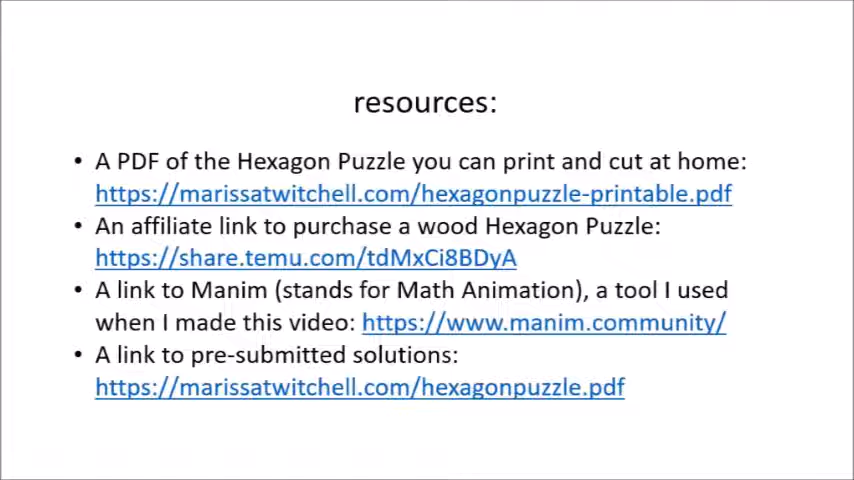 resources:
• A PDF of the Hexagon Puzzle you can print and cut at home:
https://marissatwitchell.com/hexagonpuzzle-printable.pdf
• An affiliate link to purchase a wood Hexagon Puzzle:
https://share.temu.com/tdMxCi8BDyA
• A link to Manim (stands for Math Animation), a tool I used
when I made this video: https://www.manim.community/
• A link to pre-submitted solutions:
https://marissatwitchell.com/hexagonpuzzle.pdf